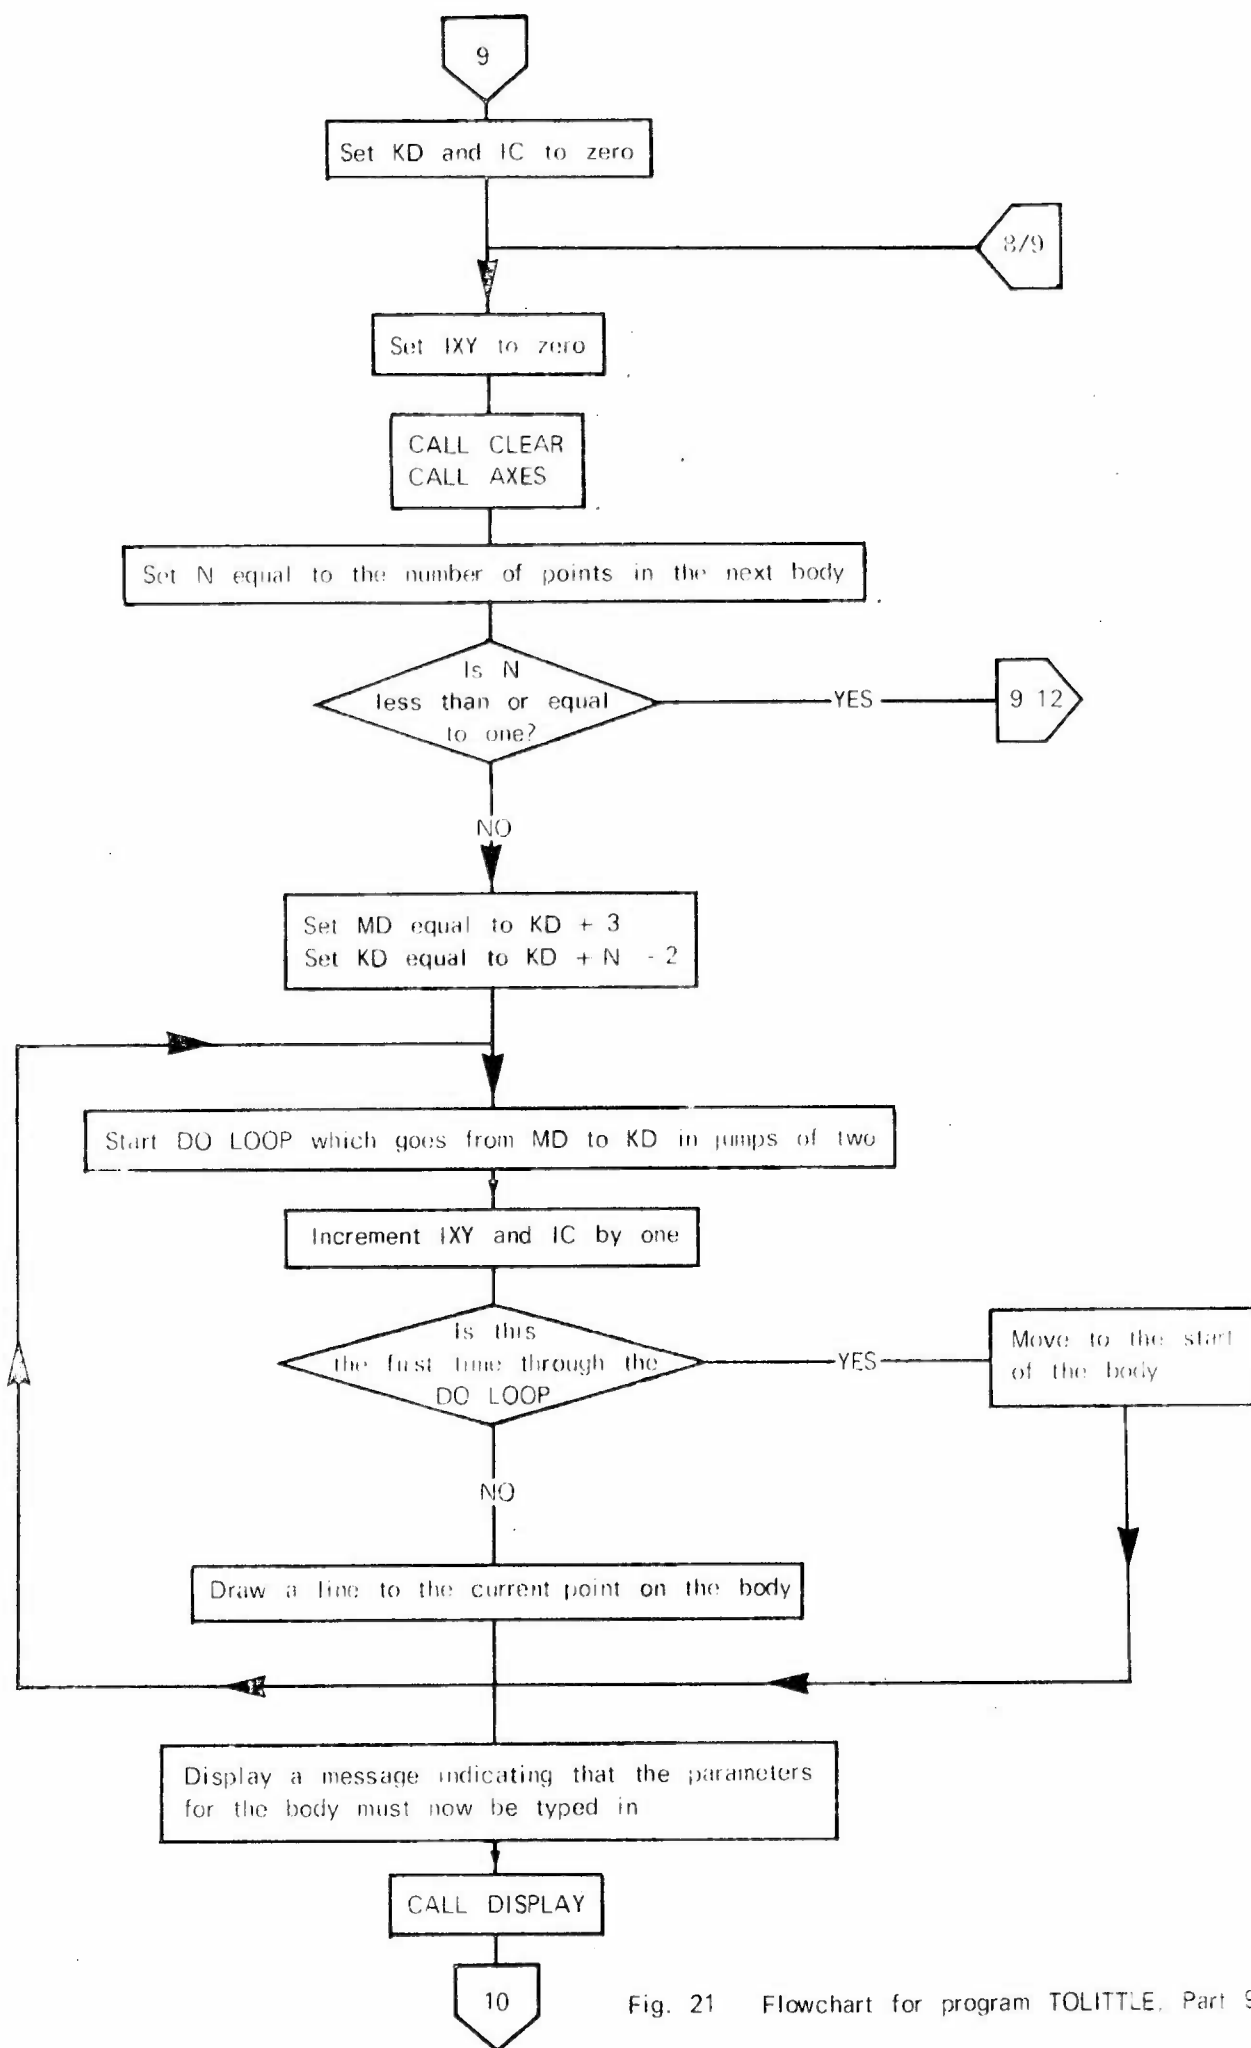 9
Set KD and IC to zero
8/9
Set IXY to zero
CALL CLEAR
CALL AXES
Set N equal to the number of points in the next body
Is N
less than or equal
to one?
YES
9 12
NO
Set MD equal to KD + 3
Set KD equal to KD + N - 2
Start DO LOOP which goes from MD to KD in jumps of two
Increment IXY and IC by one
Is this
the first time through the
DO LOOP
YES
Move to the start
of the body
NO
Draw a line to the current point on the body
Display a message indicating that the parameters
for the body must now be typed in
CALL DISPLAY
10
Fig. 21 Flowchart for program TOLITTLE, Part 9